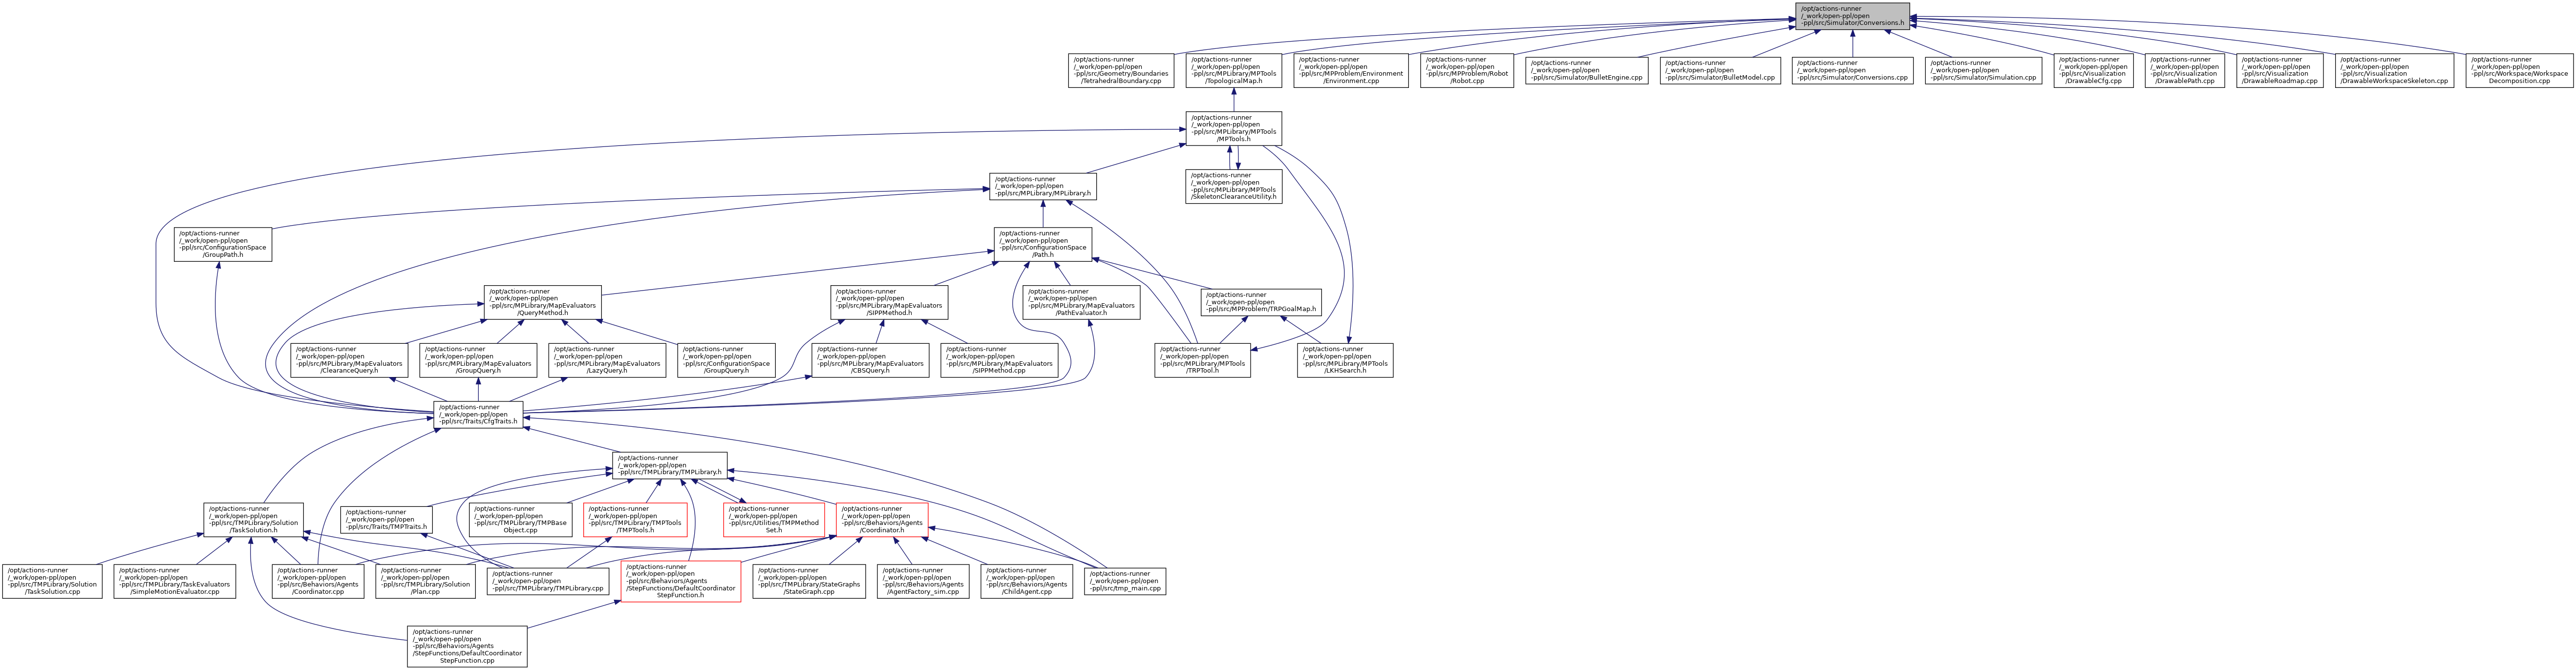 /opt/actions-runner
/_work/open-ppl/open
-ppl/src/Simulator/Conversions.h
/opt/actions-runner
/_work/open-ppl/open
-ppl/src/Geometry/Boundaries
/TetrahedralBoundary.cpp
/opt/actions-runner
/_work/open-ppl/open
-ppl/src/MPLibrary/MPTools
/TopologicalMap.h
/opt/actions-runner
/_work/open-ppl/open
-ppl/src/MPProblem/Environment
/Environment.cpp
/opt/actions-runner
/_work/open-ppl/open
-ppl/src/MPProblem/Robot
/Robot.cpp
/opt/actions-runner
/_work/open-ppl/open
-ppl/src/Simulator/BulletEngine.cpp
/opt/actions-runner
/_work/open-ppl/open
-ppl/src/Simulator/BulletModel.cpp
/opt/actions-runner
/_work/open-ppl/open
-ppl/src/Simulator/Conversions.cpp
/opt/actions-runner
/_work/open-ppl/open
-ppl/src/Simulator/Simulation.cpp
/opt/actions-runner
/_work/open-ppl/open
-ppl/src/Visualization
/DrawableCfg.cpp
/opt/actions-runner
/_work/open-ppl/open
-ppl/src/Visualization
/DrawablePath.cpp
/opt/actions-runner
/_work/open-ppl/open
-ppl/src/Visualization
/DrawableRoadmap.cpp
/opt/actions-runner
/_work/open-ppl/open
-ppl/src/Visualization
/DrawableWorkspaceSkeleton.cpp
/opt/actions-runner
/_work/open-ppl/open
-ppl/src/Workspace/Workspace
Decomposition.cpp
/opt/actions-runner
/_work/open-ppl/open
-ppl/src/MPLibrary/MPTools
/MPTools.h
/opt/actions-runner
/_work/open-ppl/open
-ppl/src/MPLibrary/MPLibrary.h
/opt/actions-runner
/_work/open-ppl/open
-ppl/src/MPLibrary/MPTools
/SkeletonClearanceUtility.h
/opt/actions-runner
/_work/open-ppl/open
-ppl/src/ConfigurationSpace
/GroupPath.h
/opt/actions-runner
/_work/open-ppl/open
-ppl/src/ConfigurationSpace
/Path.h
/opt/actions-runner
/_work/open-ppl/open
-ppl/src/MPLibrary/MapEvaluators
/QueryMethod.h
/opt/actions-runner
/_work/open-ppl/open
-ppl/src/MPLibrary/MapEvaluators
/SIPPMethod.h
/opt/actions-runner
/_work/open-ppl/open
-ppl/src/MPLibrary/MapEvaluators
/PathEvaluator.h
/opt/actions-runner
/_work/open-ppl/open
-ppl/src/MPProblem/TRPGoalMap.h
/opt/actions-runner
/_work/open-ppl/open
-ppl/src/MPLibrary/MapEvaluators
/ClearanceQuery.h
/opt/actions-runner
/_work/open-ppl/open
-ppl/src/MPLibrary/MapEvaluators
/GroupQuery.h
/opt/actions-runner
/_work/open-ppl/open
-ppl/src/MPLibrary/MapEvaluators
/LazyQuery.h
/opt/actions-runner
/_work/open-ppl/open
-ppl/src/ConfigurationSpace
/GroupQuery.h
/opt/actions-runner
/_work/open-ppl/open
-ppl/src/MPLibrary/MapEvaluators
/CBSQuery.h
/opt/actions-runner
/_work/open-ppl/open
-ppl/src/MPLibrary/MapEvaluators
/SIPPMethod.cpp
/opt/actions-runner
/_work/open-ppl/open
-ppl/src/MPLibrary/MPTools
/TRPTool.h
/opt/actions-runner
/_work/open-ppl/open
-ppl/src/MPLibrary/MPTools
/LKHSearch.h
/opt/actions-runner
/_work/open-ppl/open
-ppl/src/Traits/CfgTraits.h
/opt/actions-runner
/_work/open-ppl/open
-ppl/src/TMPLibrary/TMPLibrary.h
/opt/actions-runner
/_work/open-ppl/open
-ppl/src/TMPLibrary/Solution
/TaskSolution.h
/opt/actions-runner
/_work/open-ppl/open
-ppl/src/Traits/TMPTraits.h
/opt/actions-runner
/_work/open-ppl/open
-ppl/src/TMPLibrary/TMPBase
Object.cpp
/opt/actions-runner
/_work/open-ppl/open
-ppl/src/TMPLibrary/TMPTools
/TMPTools.h
/opt/actions-runner
/_work/open-ppl/open
-ppl/src/Utilities/TMPMethod
Set.h
/opt/actions-runner
/_work/open-ppl/open
-ppl/src/Behaviors/Agents
/Coordinator.h
/opt/actions-runner
/_work/open-ppl/open
-ppl/src/TMPLibrary/Solution
/TaskSolution.cpp
/opt/actions-runner
/_work/open-ppl/open
-ppl/src/TMPLibrary/TaskEvaluators
/SimpleMotionEvaluator.cpp
/opt/actions-runner
/_work/open-ppl/open
-ppl/src/Behaviors/Agents
/Coordinator.cpp
/opt/actions-runner
/_work/open-ppl/open
-ppl/src/TMPLibrary/Solution
/Plan.cpp
/opt/actions-runner
/_work/open-ppl/open
-ppl/src/TMPLibrary/TMPLibrary.cpp
/opt/actions-runner
/_work/open-ppl/open
-ppl/src/Behaviors/Agents
/StepFunctions/DefaultCoordinator
StepFunction.h
/opt/actions-runner
/_work/open-ppl/open
-ppl/src/TMPLibrary/StateGraphs
/StateGraph.cpp
/opt/actions-runner
/_work/open-ppl/open
-ppl/src/Behaviors/Agents
/AgentFactory_sim.cpp
/opt/actions-runner
/_work/open-ppl/open
-ppl/src/Behaviors/Agents
/ChildAgent.cpp
/opt/actions-runner
/_work/open-ppl/open
-ppl/src/tmp_main.cpp
/opt/actions-runner
/_work/open-ppl/open
-ppl/src/Behaviors/Agents
/StepFunctions/DefaultCoordinator
StepFunction.cpp